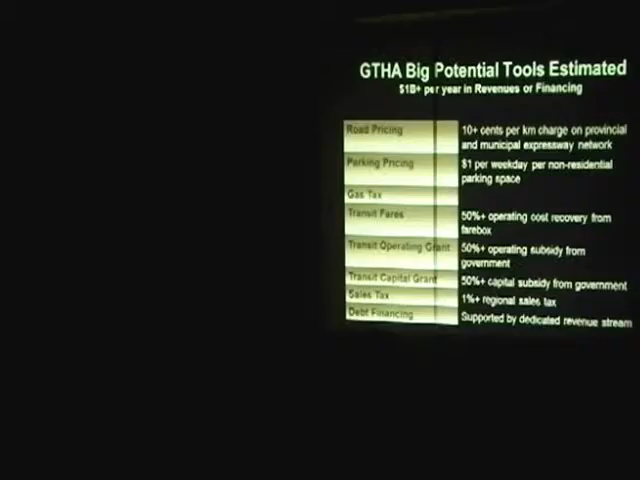 GTHA Big Potential Tools Estimated
$1B+ per year in Revenues or Financing
Road Pricing
10+ cents per km charge on provincial
and municipal expressway network
Parking Pricing
$1 per weekday per non-residential
parking space
Gas Tax
Transit Fares
50%+ operating cost recovery from
farebox
Transit Operating Grant
50%+ operating subsidy from
government
Transit Capital Grant
50%+ capital subsidy from government
Sales Tax
1%+ regional sales tax
Debt Financing
Supported by dedicated revenue stream